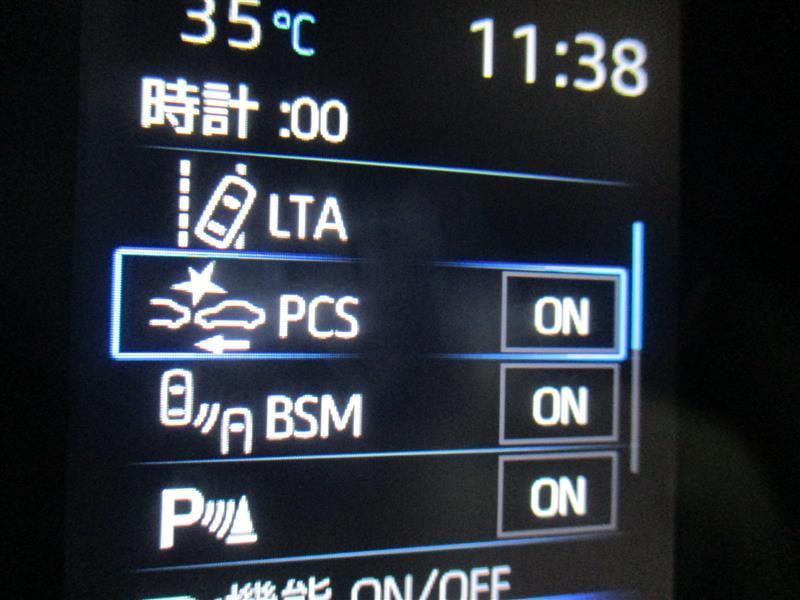 35℃ 11:38
時計 :00
LTA
PCS ON
BSM ON
P ON
機能 ON/OFF